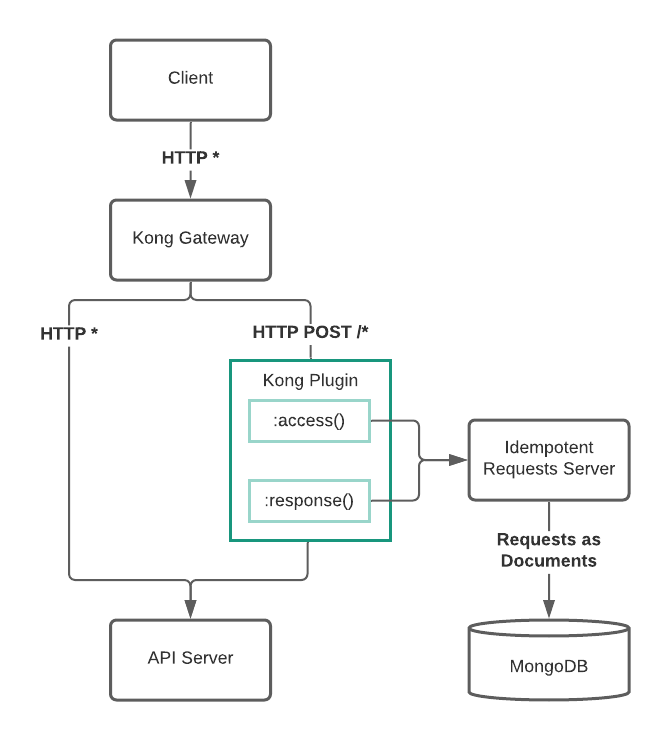 Client
HTTP *
Kong Gateway
HTTP *
HTTP POST /*
Kong Plugin
:access()
:response()
Idempotent
Requests Server
Requests as
Documents
API Server
MongoDB